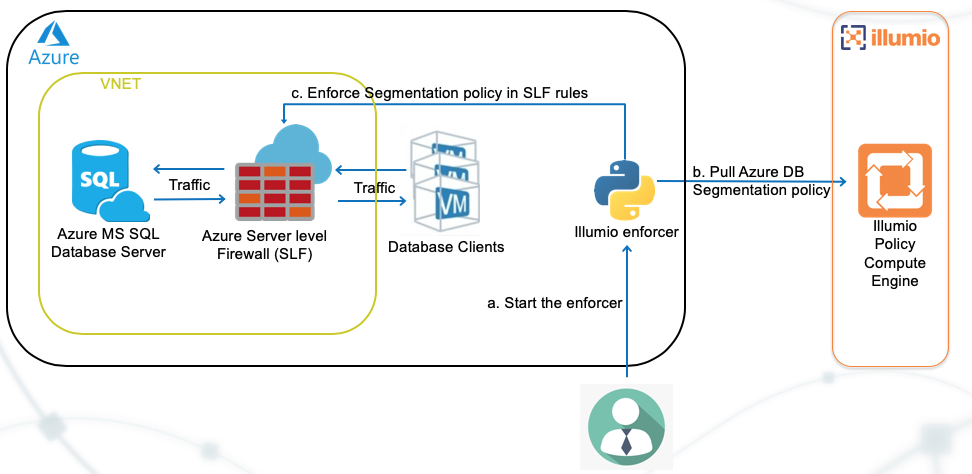 Azure
illumio
VNET
c. Enforce Segmentation policy in SLF rules
SQL
Traffic
Traffic
VM
b. Pull Azure DB
Segmentation policy
Azure MS SQL
Database Server
Azure Server level
Firewall (SLF)
Database Clients
Illumio enforcer
Illumio
Policy
Compute
Engine
a. Start the enforcer